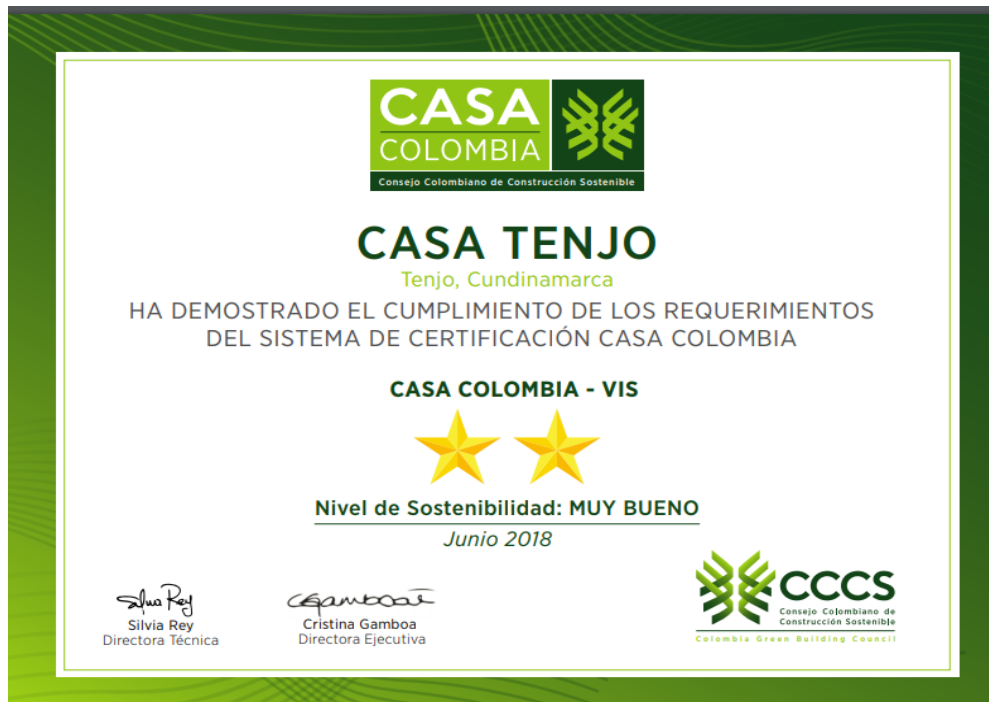 CASA
COLOMBIA
Consejo Colombiano de Construcción Sostenible
CASA TENJO
Tenjo, Cundinamarca
HA DEMOSTRADO EL CUMPLIMIENTO DE LOS REQUERIMIENTOS
DEL SISTEMA DE CERTIFICACIÓN CASA COLOMBIA
CASA COLOMBIA - VIS
Nivel de Sostenibilidad: MUY BUENO
Junio 2018
Silvia Rey
Silvia Rey
Directora Técnica
CGamboa
Cristina Gamboa
Directora Ejecutiva
CCCS
Consejo Colombiano de
Construcción Sostenible
Colombia Green Building Council